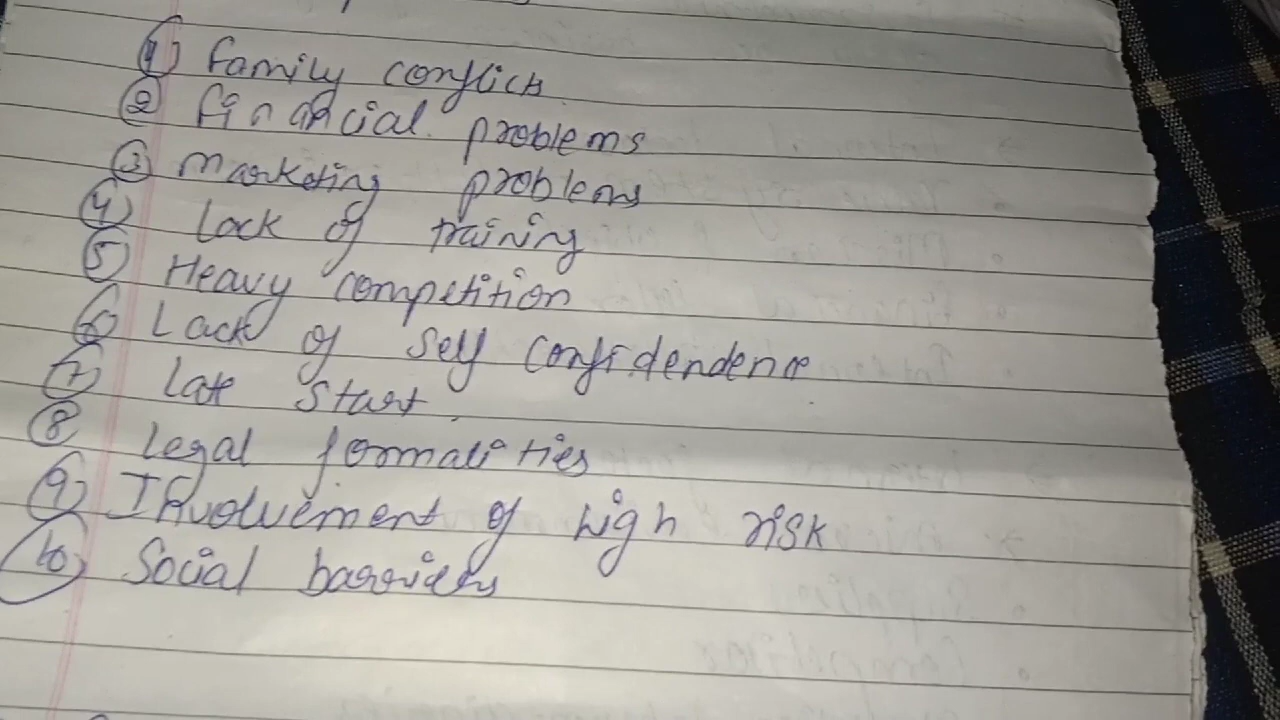 ① Family conflicts
② Financial problems
③ Marketing problems
④ Lack of training
⑤ Heavy competition
⑥ Lack of self confidendence
⑦ Late start
⑧ Legal formalities
⑨ Involvement of high risk
⑩ Social barriers